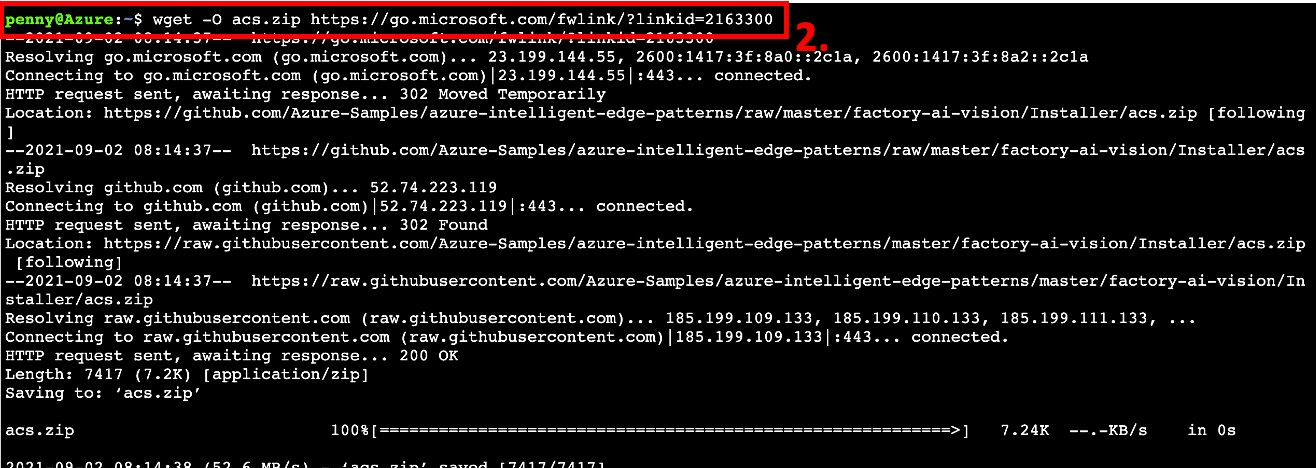 penny@Azure:~$ wget -O acs.zip https://go.microsoft.com/fwlink/?linkid=2163300
2.
--2021-09-02 08:14:37-- https://go.microsoft.com/fwlink/?linkid=2163300
Resolving go.microsoft.com (go.microsoft.com)... 23.199.144.55, 2600:1417:3f:8a0::2c1a, 2600:1417:3f:8a2::2c1a
Connecting to go.microsoft.com (go.microsoft.com)|23.199.144.55|:443... connected.
HTTP request sent, awaiting response... 302 Moved Temporarily
Location: https://github.com/Azure-Samples/azure-intelligent-edge-patterns/raw/master/factory-ai-vision/Installer/acs.zip [following
]
--2021-09-02 08:14:37-- https://github.com/Azure-Samples/azure-intelligent-edge-patterns/raw/master/factory-ai-vision/Installer/acs
.zip
Resolving github.com (github.com)... 52.74.223.119
Connecting to github.com (github.com)|52.74.223.119|:443... connected.
HTTP request sent, awaiting response... 302 Found
Location: https://raw.githubusercontent.com/Azure-Samples/azure-intelligent-edge-patterns/master/factory-ai-vision/Installer/acs.zip
[following]
--2021-09-02 08:14:37-- https://raw.githubusercontent.com/Azure-Samples/azure-intelligent-edge-patterns/master/factory-ai-vision/In
staller/acs.zip
Resolving raw.githubusercontent.com (raw.githubusercontent.com)... 185.199.109.133, 185.199.110.133, 185.199.111.133, ...
Connecting to raw.githubusercontent.com (raw.githubusercontent.com)|185.199.109.133|:443... connected.
HTTP request sent, awaiting response... 200 OK
Length: 7417 (7.2K) [application/zip]
Saving to: ‘acs.zip’
acs.zip 100%[==========================================================>] 7.24K --.-KB/s in 0s
2021-09-02 08:14:38 (52.6 MB/s) - ‘acs.zip’ saved [7417/7417]